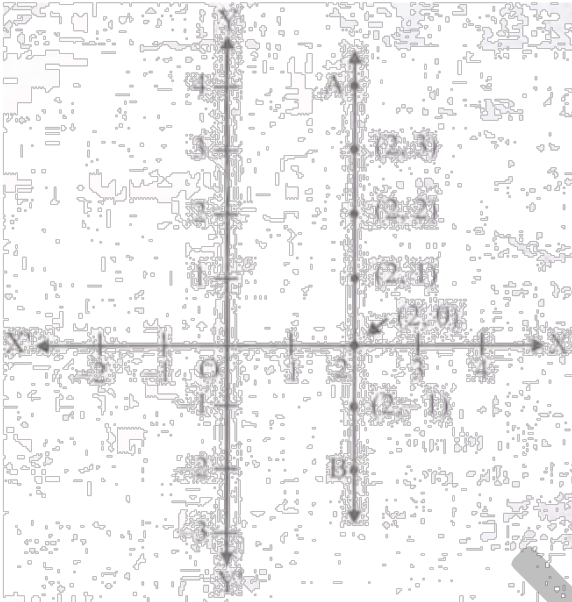 Y
4 A
3 (2, 3)
2 (2, 2)
1 (2, 1)
(2, 0)
X' 2 1 O 1 2 3 4 X
1 (2, 1)
2 B
3
Y'